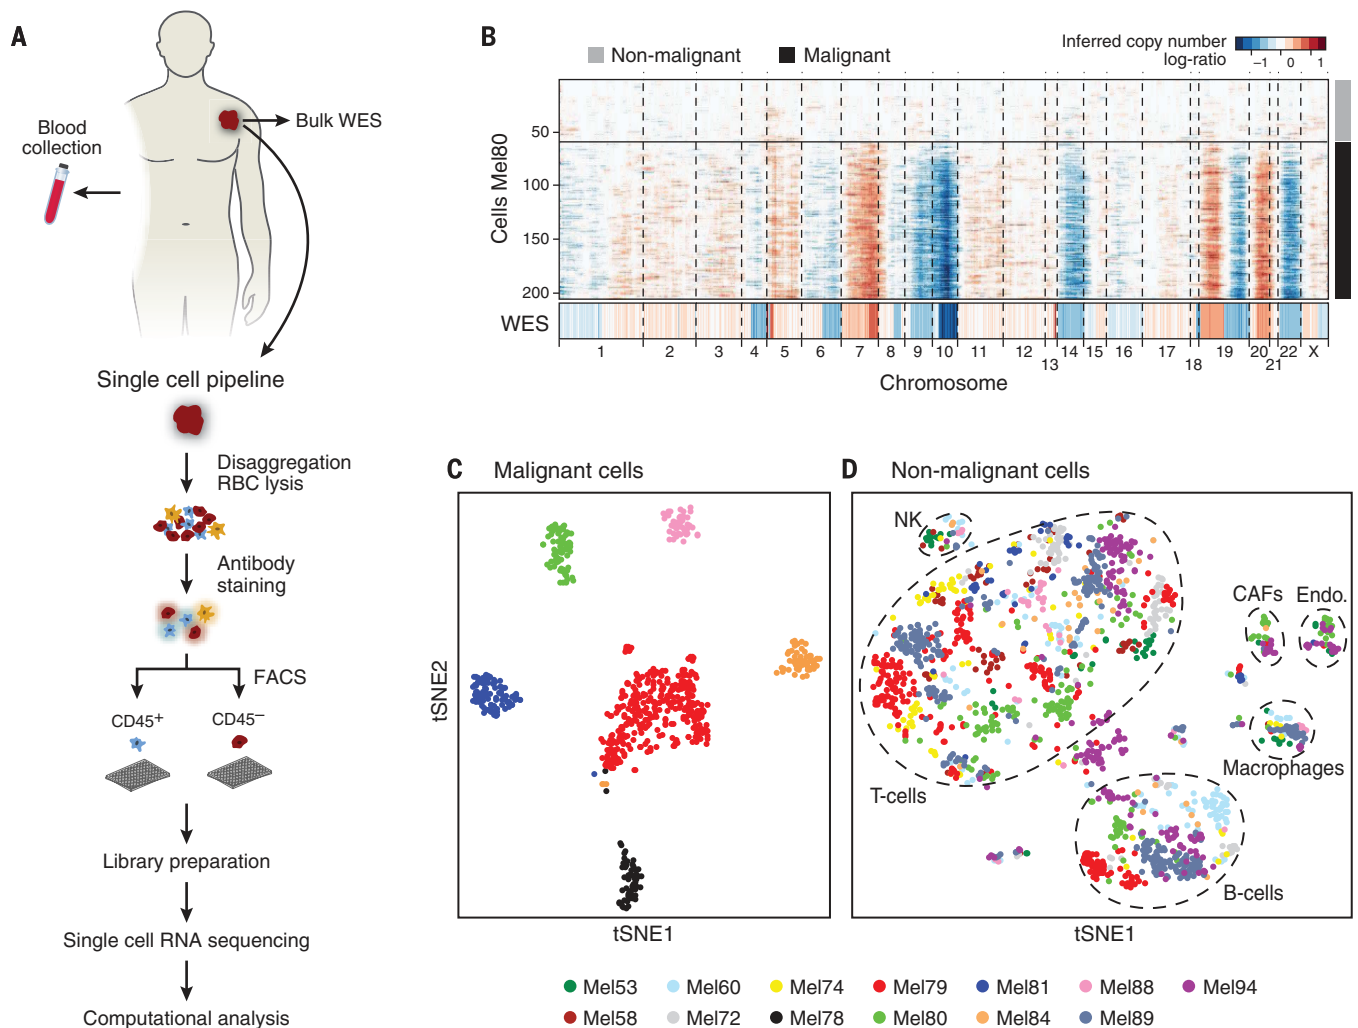 A
Blood
collection
Bulk WES
Single cell pipeline
Disaggregation
RBC lysis
Antibody
staining
FACS
CD45+
CD45–
Library preparation
Single cell RNA sequencing
Computational analysis
B
Non-malignant
Malignant
Inferred copy number
log-ratio
–1 0 1
Cells Mel80
50
100
150
200
WES
1 2 3 4 5 6 7 8 9 10 11 12 13 14 15 16 17 18 19 20 21 22 X
Chromosome
C Malignant cells
tSNE2
tSNE1
D Non-malignant cells
NK
T-cells
CAFs
Endo.
Macrophages
B-cells
tSNE1
Mel53 Mel60 Mel74 Mel79 Mel81 Mel88 Mel94
Mel58 Mel72 Mel78 Mel80 Mel84 Mel89